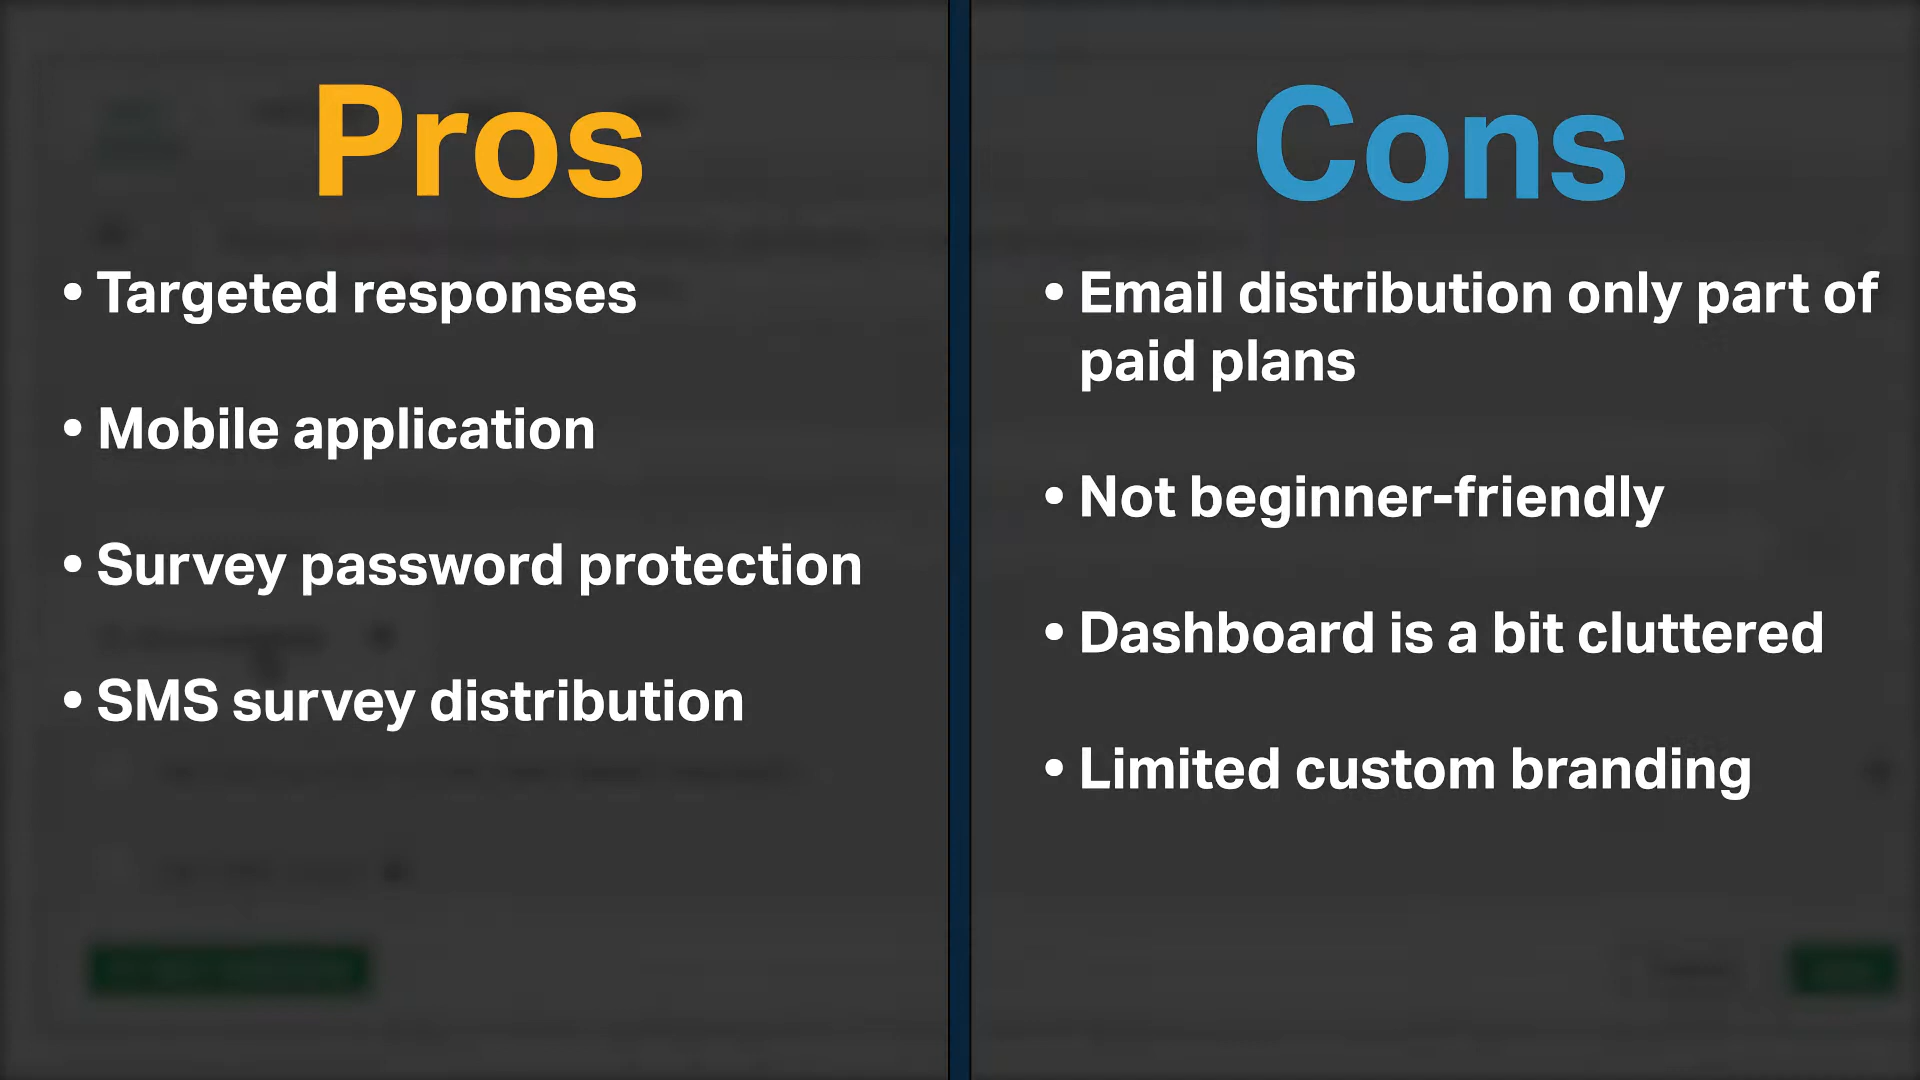 Pros
• Targeted responses
• Mobile application
• Survey password protection
• SMS survey distribution
Cons
• Email distribution only part of
paid plans
• Not beginner-friendly
• Dashboard is a bit cluttered
• Limited custom branding